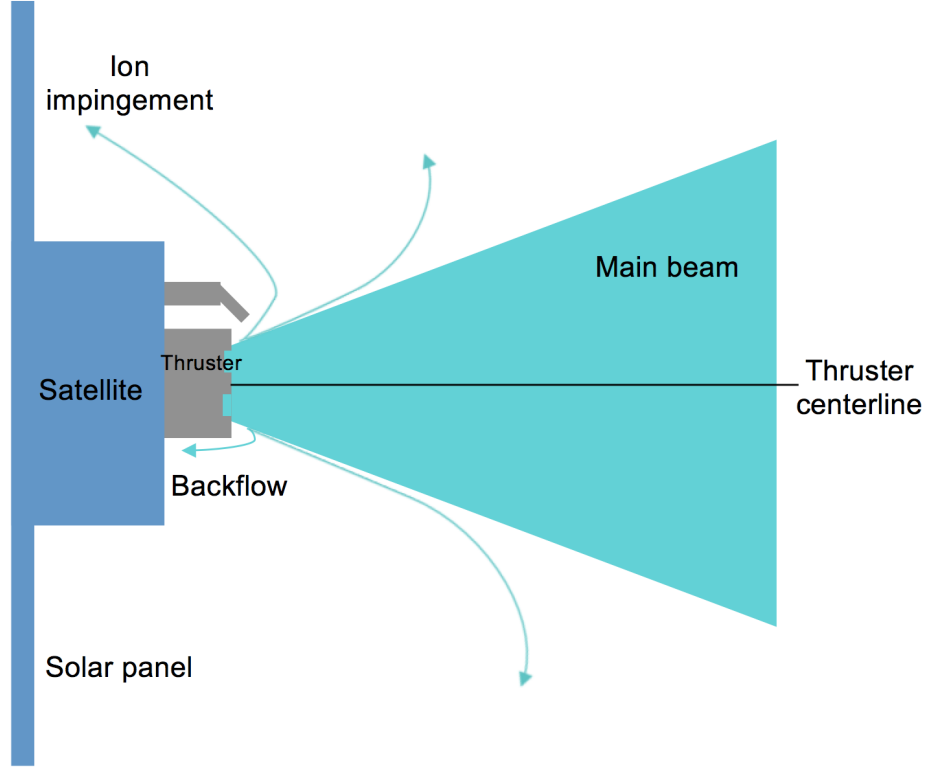 Ion
impingement
Main beam
Thruster
Satellite
Thruster
centerline
Backflow
Solar panel